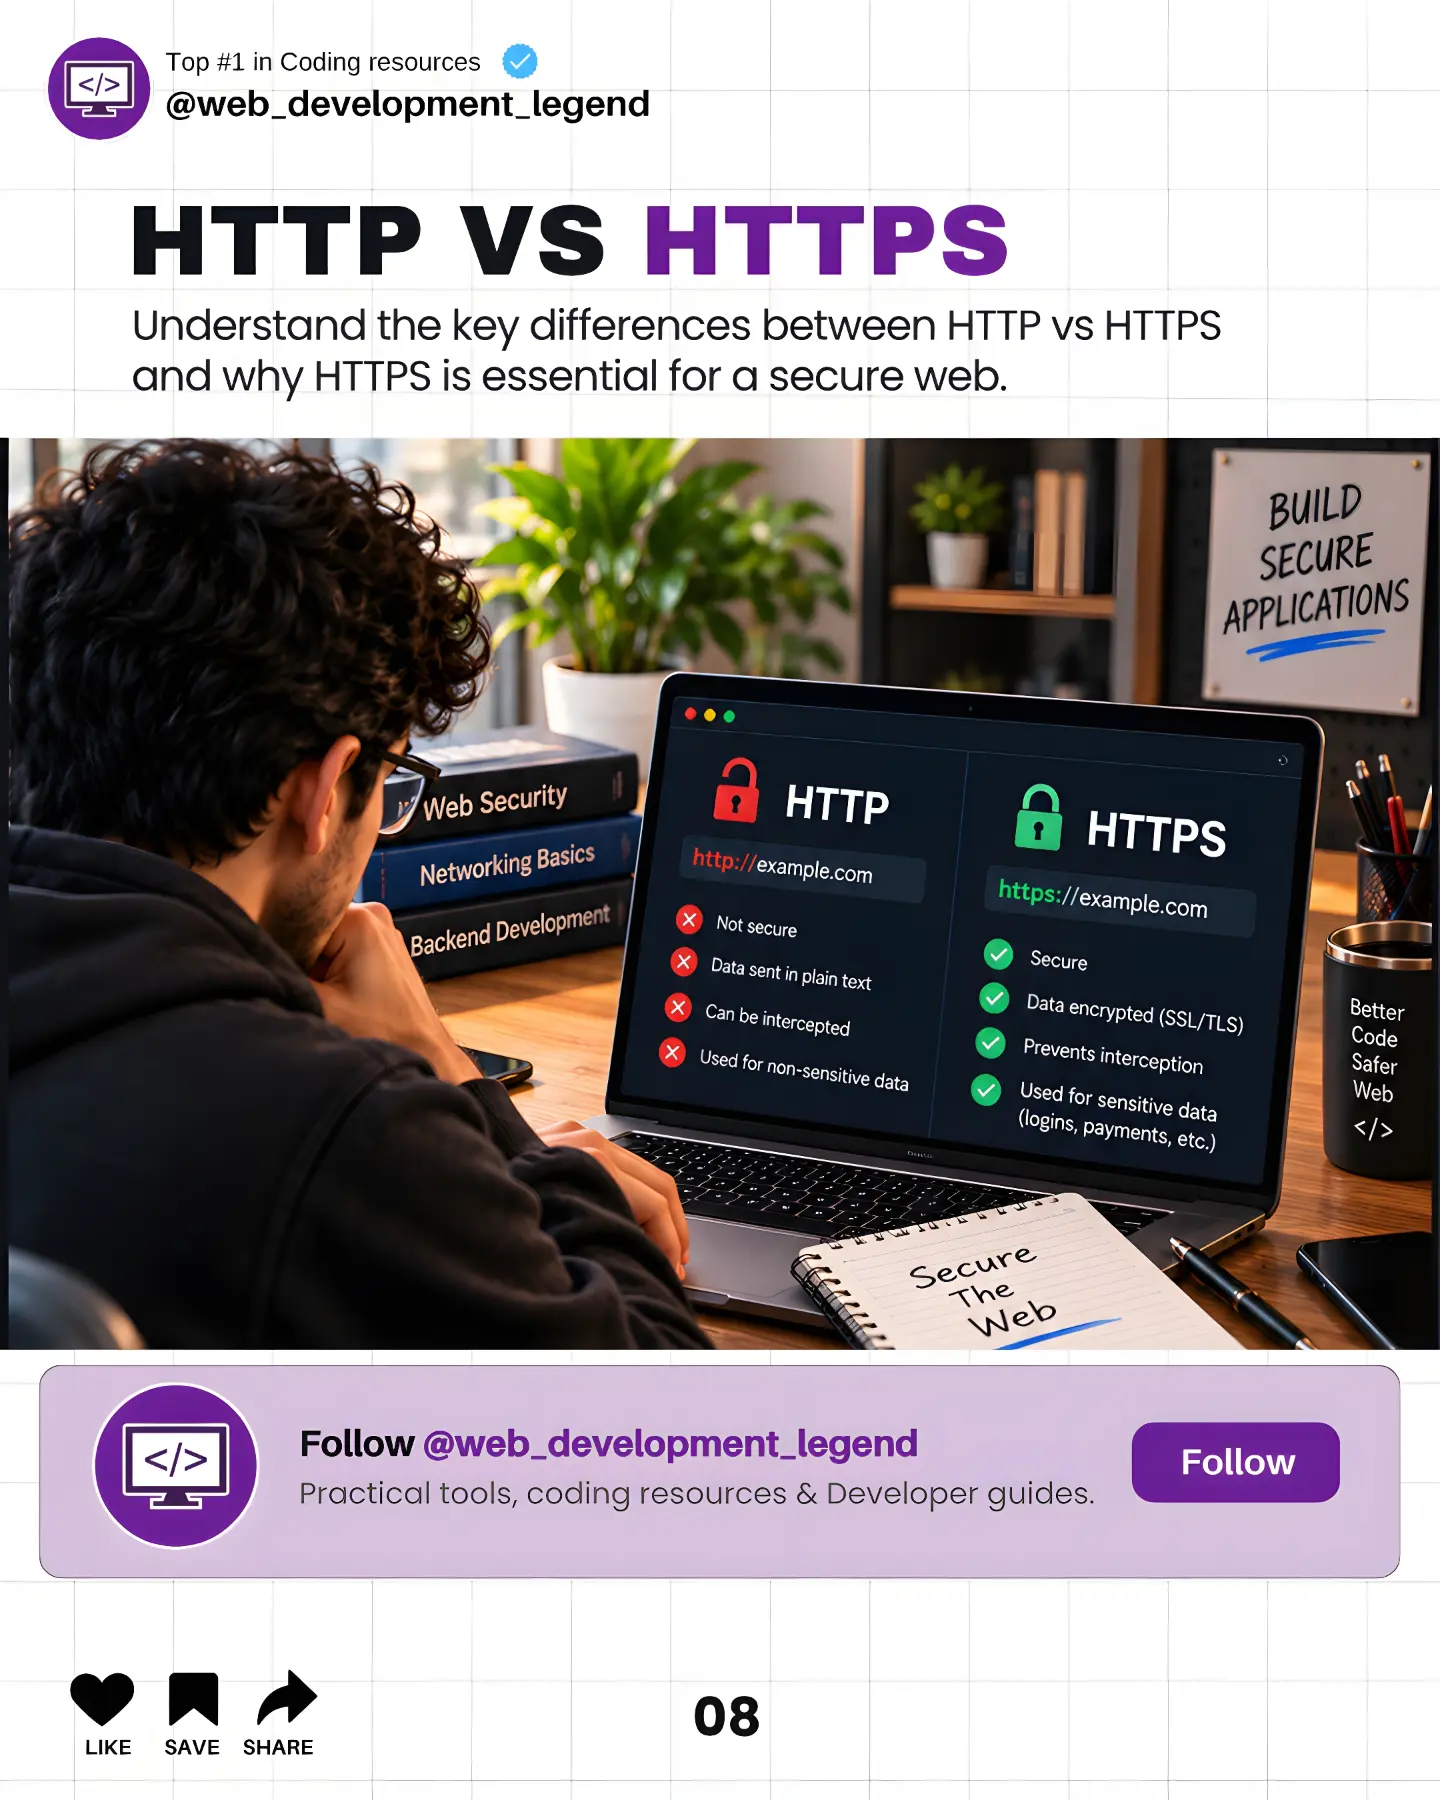 Top #1 in Coding resources
@web_development_legend
HTTP VS HTTPS
Understand the key differences between HTTP vs HTTPS
and why HTTPS is essential for a secure web.
BUILD
SECURE
APPLICATIONS
Web Security
Networking Basics
Backend Development
HTTP
http://example.com
Not secure
Data sent in plain text
Can be intercepted
Used for non-sensitive data
HTTPS
https://example.com
Secure
Data encrypted (SSL/TLS)
Prevents interception
Used for sensitive data
(logins, payments, etc.)
Better
Code
Safer
Web
</>
Secure
The
Web
</>
Follow @web_development_legend
Practical tools, coding resources & Developer guides.
Follow
LIKE
SAVE
SHARE
08